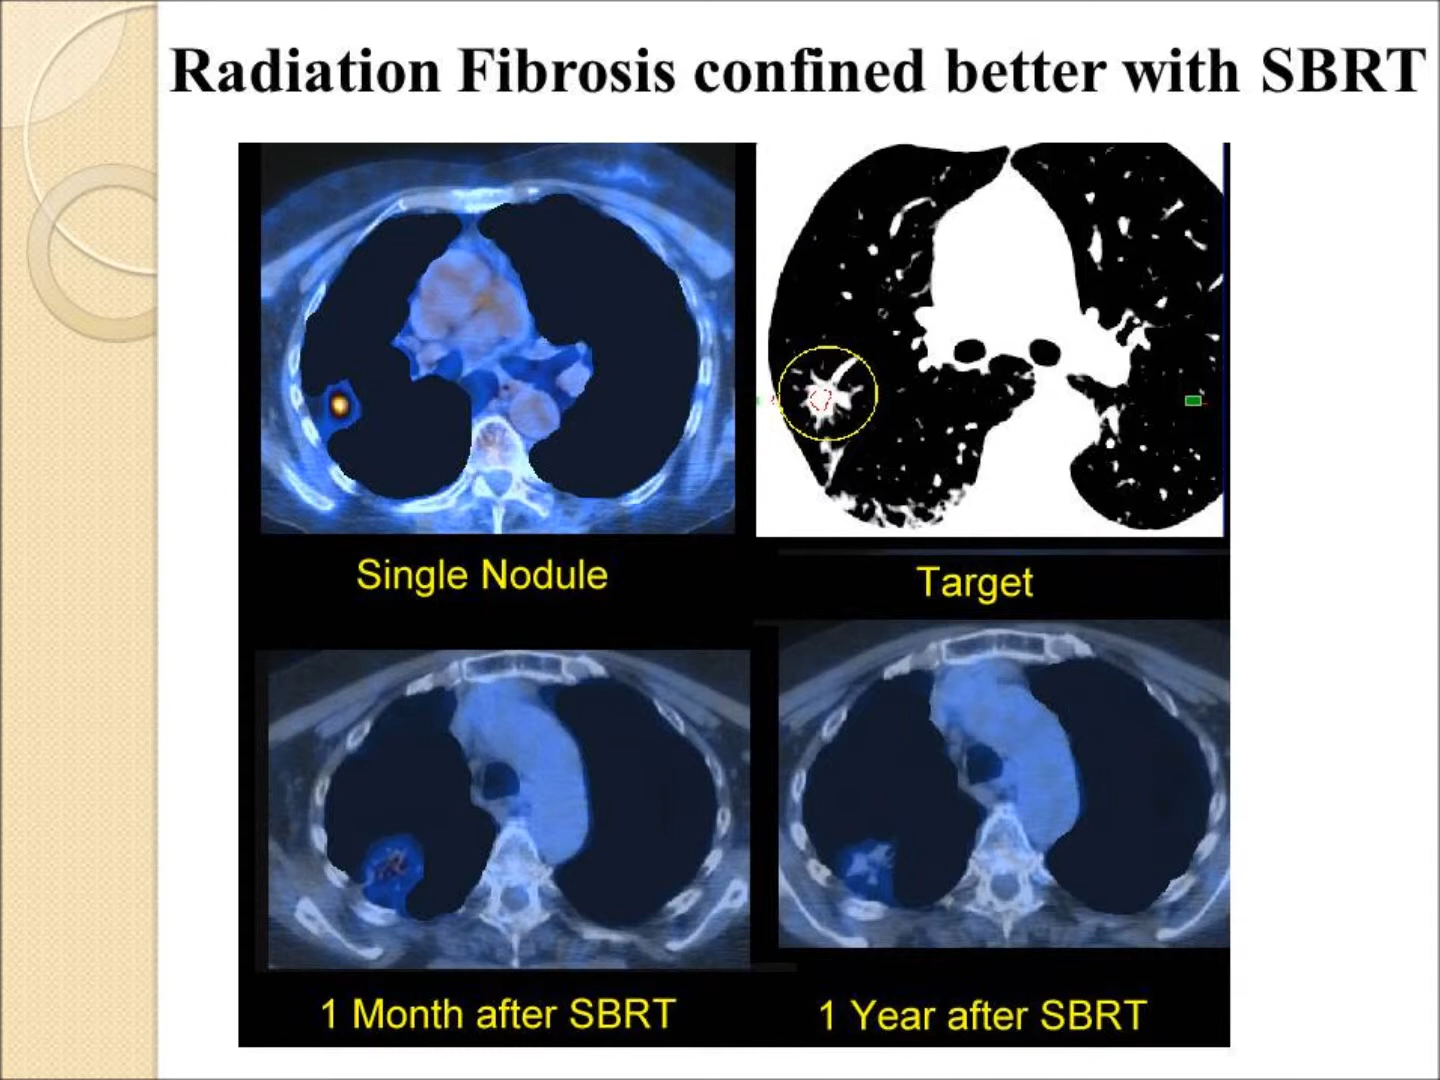 Radiation Fibrosis confined better with SBRT
Single Nodule
Target
1 Month after SBRT
1 Year after SBRT